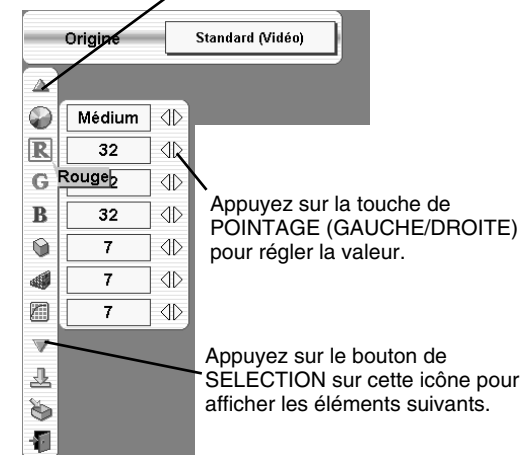 Origine
Standard (Vidéo)
Médium
R 32
Rouge
G 2
B 32
7
7
7
Appuyez sur la touche de
POINTAGE (GAUCHE/DROITE)
pour régler la valeur.
Appuyez sur le bouton de
SELECTION sur cette icône pour
afficher les éléments suivants.